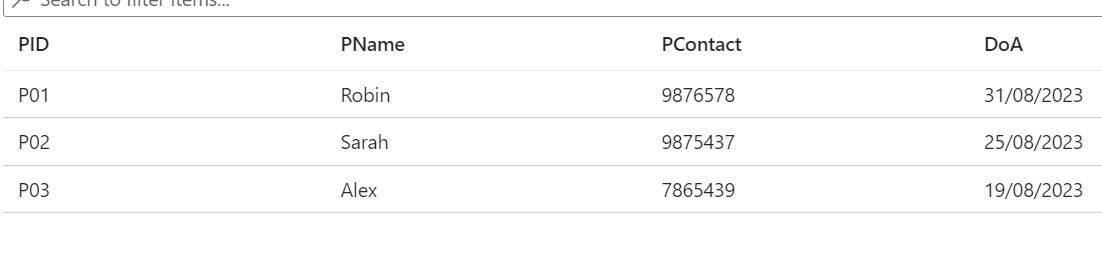 Search to filter items...
PID PName PContact DoA
P01 Robin 9876578 31/08/2023
P02 Sarah 9875437 25/08/2023
P03 Alex 7865439 19/08/2023